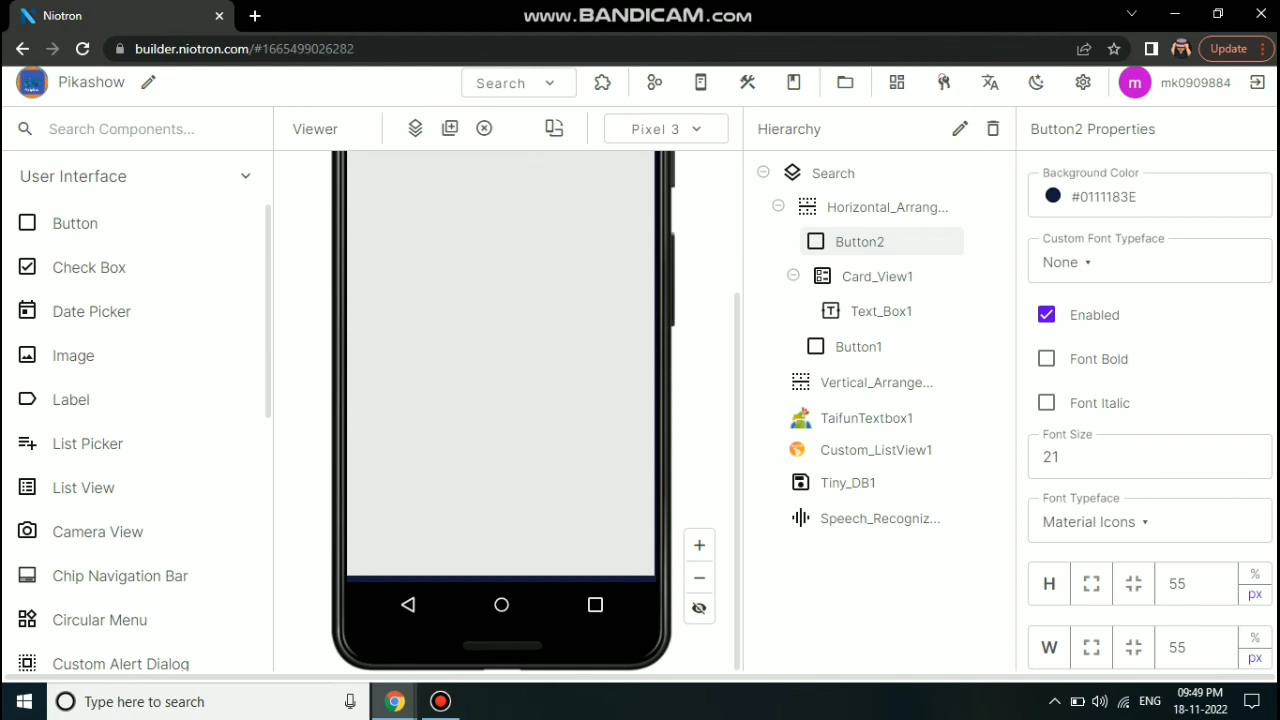 Niotron
www.BANDICAM.com
builder.niotron.com/#1665499026282
Update
Pikashow
Search
m
mk0909884
Search Components...
Viewer
Pixel 3
Hierarchy
Button2 Properties
User Interface
Button
Check Box
Date Picker
Image
Label
List Picker
List View
Camera View
Chip Navigation Bar
Circular Menu
Custom Alert Dialog
Search
Horizontal_Arrang...
Button2
Card_View1
Text_Box1
Button1
Vertical_Arrange...
TaifunTextbox1
Custom_ListView1
Tiny_DB1
Speech_Recogniz...
Background Color
#0111183E
Custom Font Typeface
None
Enabled
Font Bold
Font Italic
Font Size
21
Font Typeface
Material Icons
H 55 % px
W 55 % px
Type here to search
ENG
09:49 PM
18-11-2022